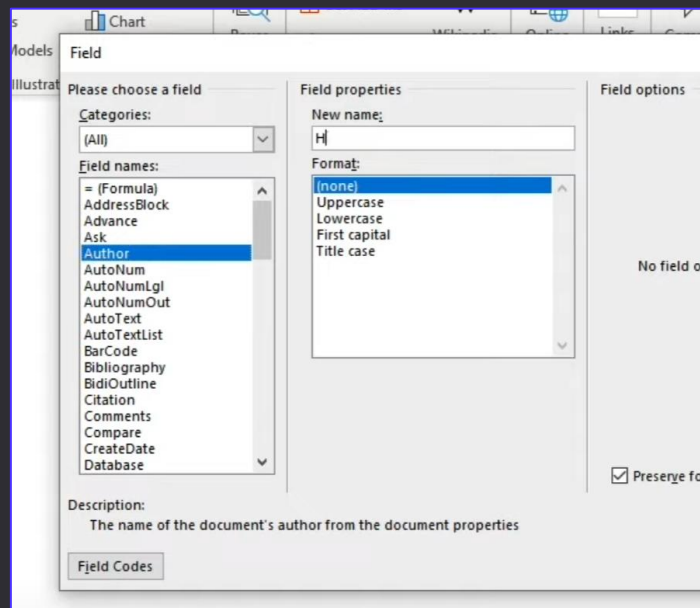 s
Chart
Models
Links
Illustrat
Field
Please choose a field
Categories:
(All)
Field names:
= (Formula)
AddressBlock
Advance
Ask
Author
AutoNum
AutoNumLgl
AutoNumOut
AutoText
AutoTextList
BarCode
Bibliography
BidiOutline
Citation
Comments
Compare
CreateDate
Database
Field properties
New name:
H
Format:
(none)
Uppercase
Lowercase
First capital
Title case
Field options
No field o
Preserve fo
Description:
The name of the document's author from the document properties
Field Codes